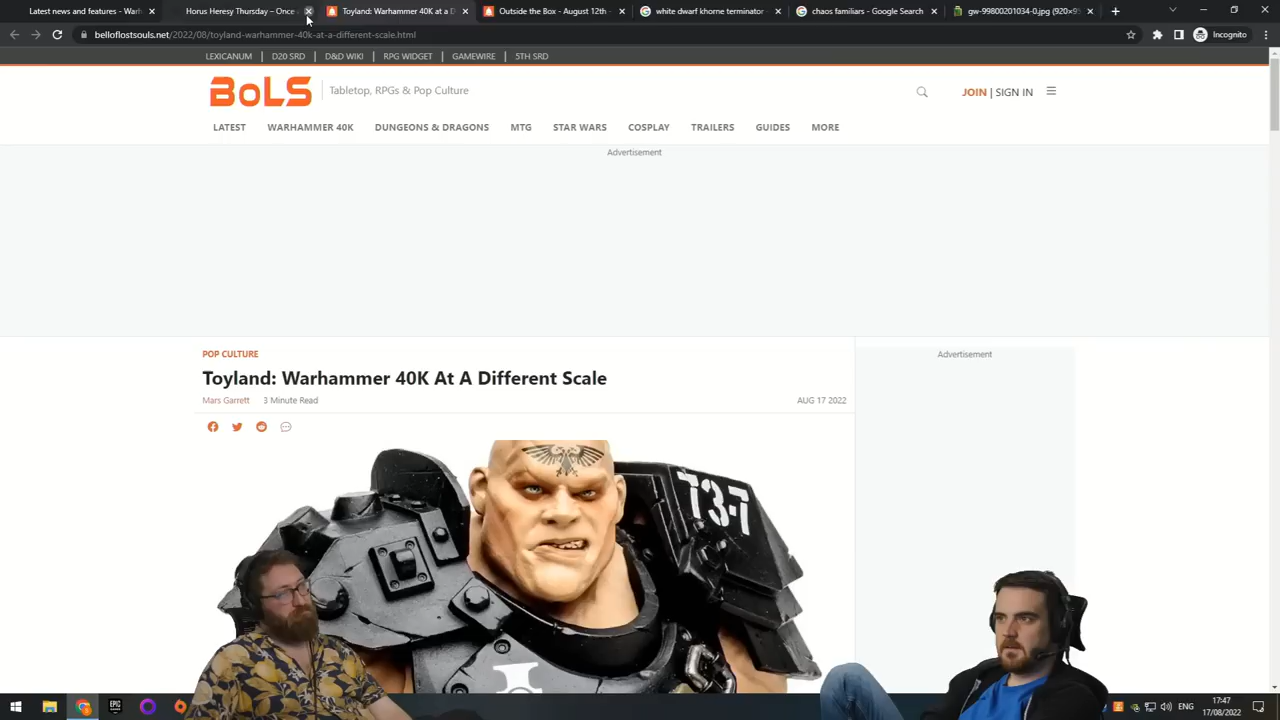 Latest news and features - Warh
Horus Heresy Thursday – Once
Toyland: Warhammer 40K at a D
Outside the Box - August 12th -
white dwarf khorne terminator
chaos familiars - Google Search
gw-99800201034-0.jpg (920×95
belloflostsouls.net/2022/08/toyland-warhammer-40k-at-a-different-scale.html
Incognito
LEXICANUM | D20 SRD | D&D WIKI | RPG WIDGET | GAMEWIRE | 5TH SRD
BoLS
Tabletop, RPGs & Pop Culture
JOIN | SIGN IN
LATEST WARHAMMER 40K DUNGEONS & DRAGONS MTG STAR WARS COSPLAY TRAILERS GUIDES MORE
Advertisement
POP CULTURE
Advertisement
Toyland: Warhammer 40K At A Different Scale
Mars Garrett 3 Minute Read
AUG 17 2022
73-7
EPIC
ENG
17:47
17/08/2022